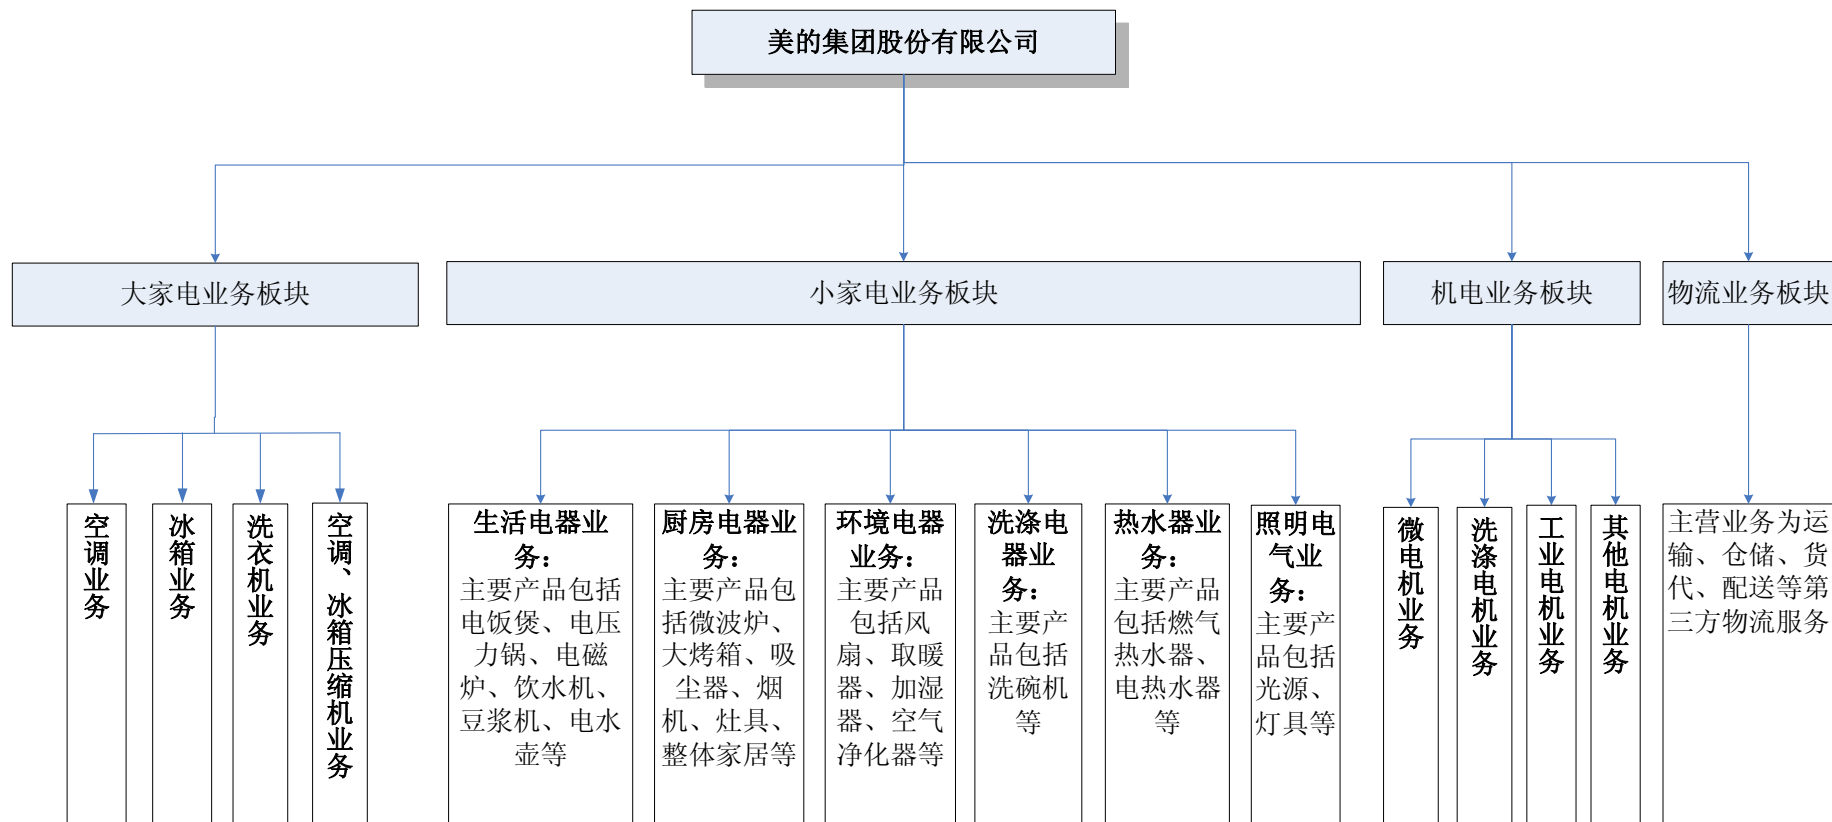 美的集团股份有限公司
大家电业务板块
小家电业务板块
机电业务板块
物流业务板块
空调业务
冰箱业务
洗衣机业务
空调、冰箱压缩机业务
生活电器业
务：
主要产品包括
电饭煲、电压
力锅、电磁
炉、饮水机、
豆浆机、电水
壶等
厨房电器业
务：
主要产品包
括微波炉、
大烤箱、吸
尘器、烟
机、灶具、
整体家居等
环境电器
业务：
主要产品
包括风
扇、取暖
器、加湿
器、空气
净化器等
洗涤电
器业
务：
主要产
品包括
洗碗机
等
热水器业
务：
主要产品
包括燃气
热水器、
电热水器
等
照明电
气业
务：
主要产
品包括
光源、
灯具等
微电机业务
洗涤电机业务
工业电机业务
其他电机业务
主营业务为运
输、仓储、货
代、配送等第
三方物流服务